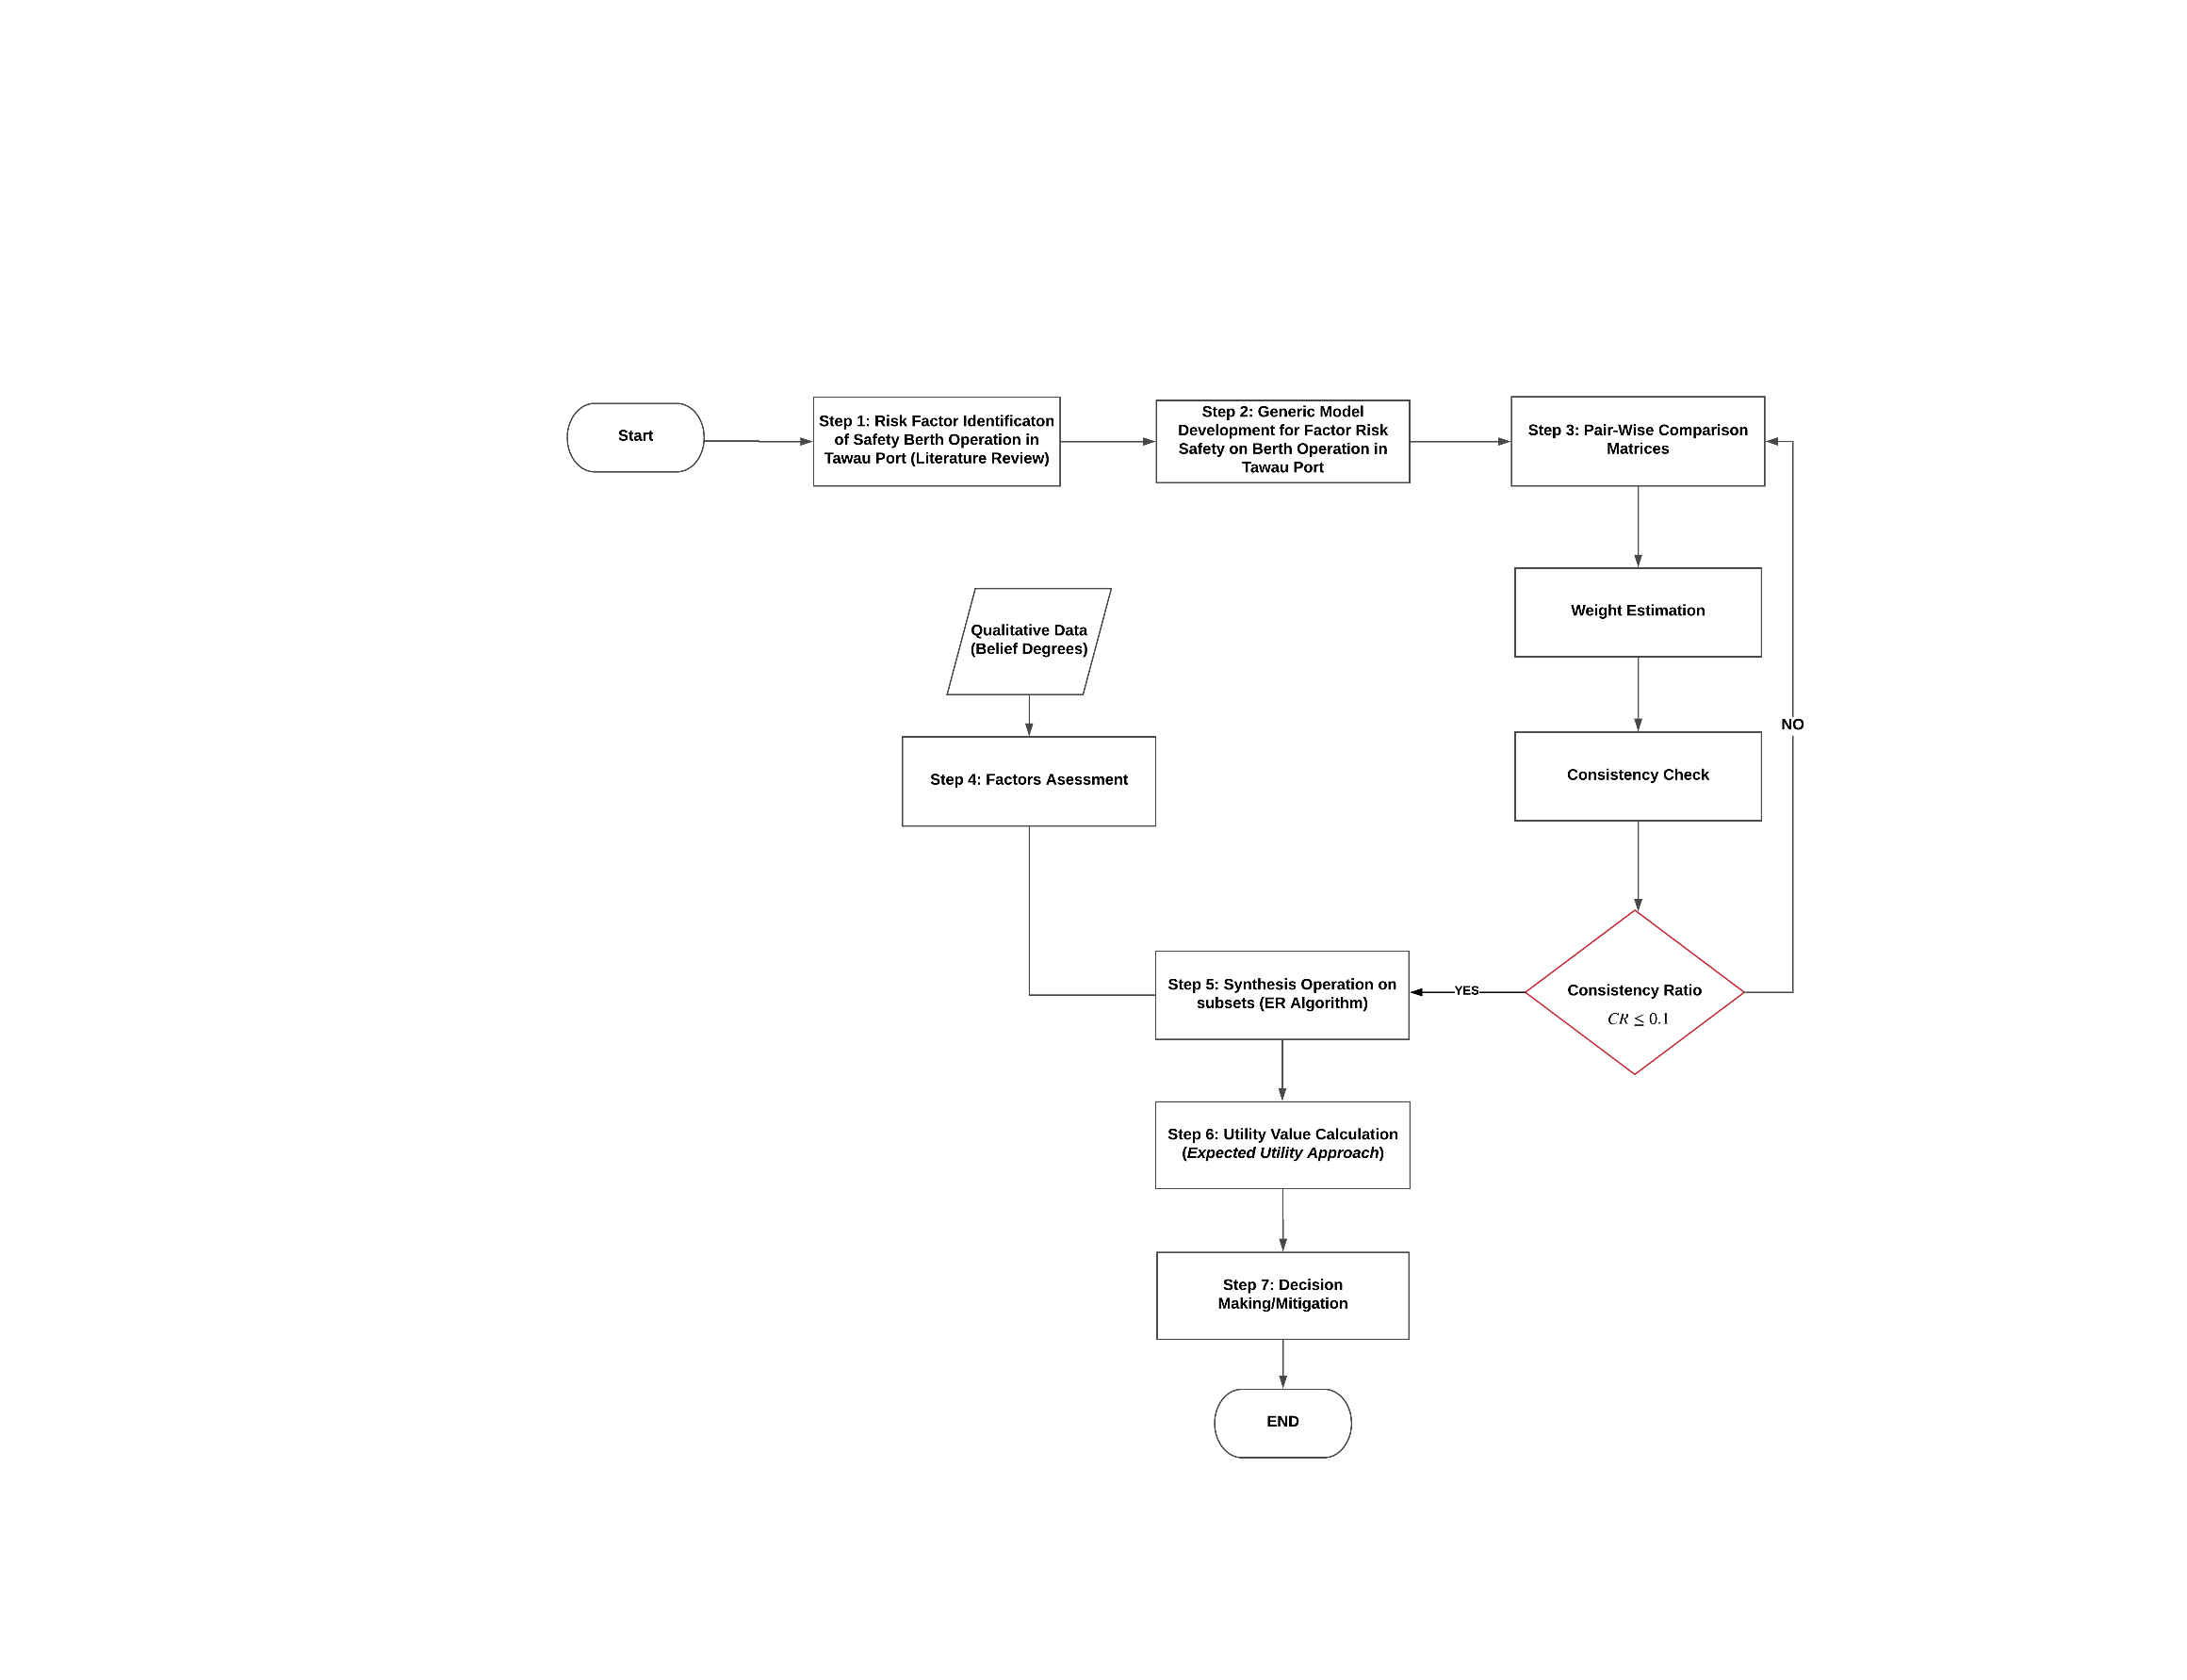 Start
Step 1: Risk Factor Identificaton
of Safety Berth Operation in
Tawau Port (Literature Review)
Step 2: Generic Model
Development for Factor Risk
Safety on Berth Operation in
Tawau Port
Step 3: Pair-Wise Comparison
Matrices
Weight Estimation
Qualitative Data
(Belief Degrees)
NO
Step 4: Factors Asessment
Consistency Check
Step 5: Synthesis Operation on
subsets (ER Algorithm)
YES
Consistency Ratio
CR ≤ 0.1
Step 6: Utility Value Calculation
(Expected Utility Approach)
Step 7: Decision
Making/Mitigation
END